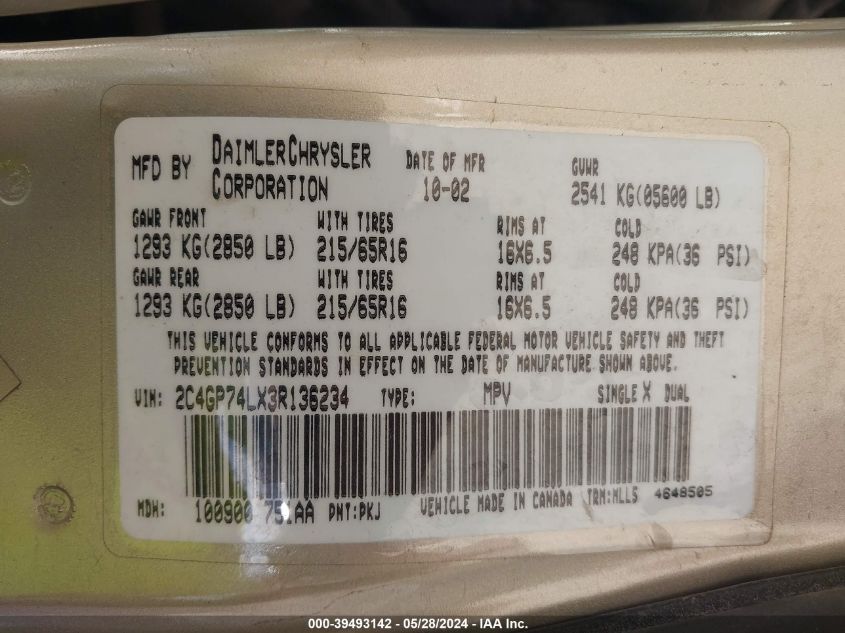 MFD BY DAIMLERCHRYSLER CORPORATION DATE OF MFR 10-02 GVWR 2541 KG(05600 LB)
GAWR FRONT WITH TIRES RIMS AT COLD
1293 KG(2850 LB) 215/65R16 16X6.5 248 KPA(36 PSI)
GAWR REAR WITH TIRES RIMS AT COLD
1293 KG(2850 LB) 215/65R16 16X6.5 248 KPA(36 PSI)
THIS VEHICLE CONFORMS TO ALL APPLICABLE FEDERAL MOTOR VEHICLE SAFETY AND THEFT
PREVENTION STANDARDS IN EFFECT ON THE DATE OF MANUFACTURE SHOWN ABOVE.
VIN: 2C4GP74LX3R136234 TYPE: MPV SINGLE X DUAL
MDH: 100900 751AA PNT:PKJ VEHICLE MADE IN CANADA TRM:MLL5 4648505
000-39493142 - 05/28/2024 - IAA Inc.